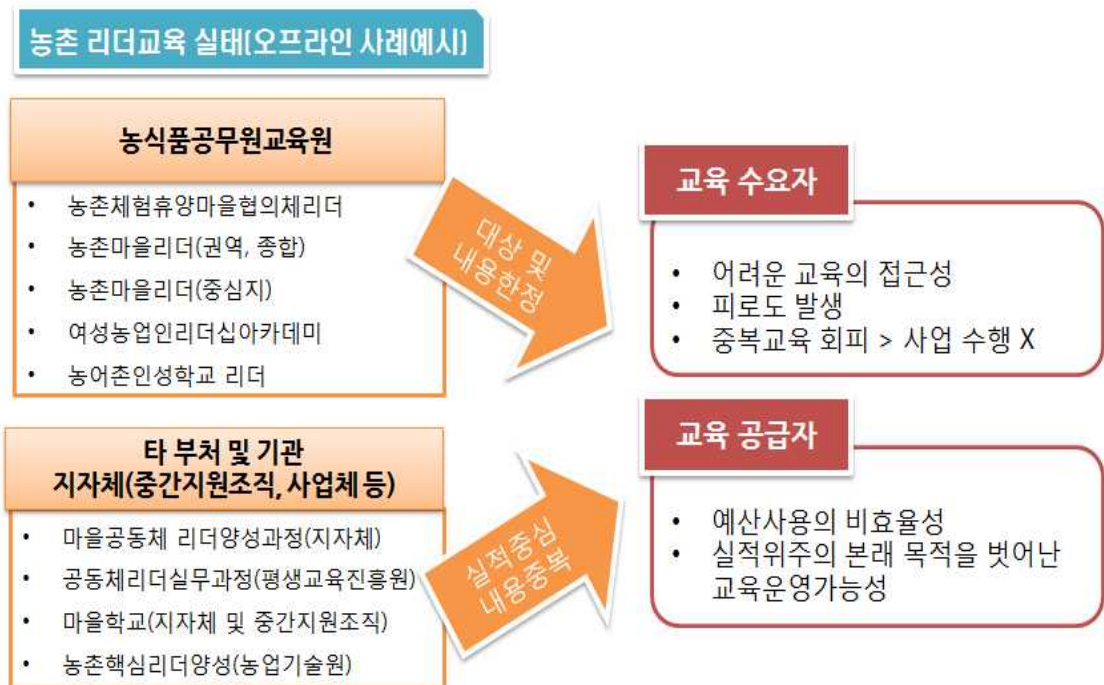 농촌 리더교육 실태(오프라인 사례예시)
농식품공무원교육원
• 농촌체험휴양마을협의체리더
• 농촌마을리더(권역, 종합)
• 농촌마을리더(중심지)
• 여성농업인리더십아카데미
• 농어촌인성학교 리더
대상 및
내용한정
교육 수요자
• 어려운 교육의 접근성
• 피로도 발생
• 중복교육 회피 > 사업 수행 X
타 부처 및 기관
지자체(중간지원조직, 사업체 등)
• 마을공동체 리더양성과정(지자체)
• 공동체리더실무과정(평생교육진흥원)
• 마을학교(지자체 및 중간지원조직)
• 농촌핵심리더양성(농업기술원)
실적중심
내용중복
교육 공급자
• 예산사용의 비효율성
• 실적위주의 본래 목적을 벗어난
교육운영가능성